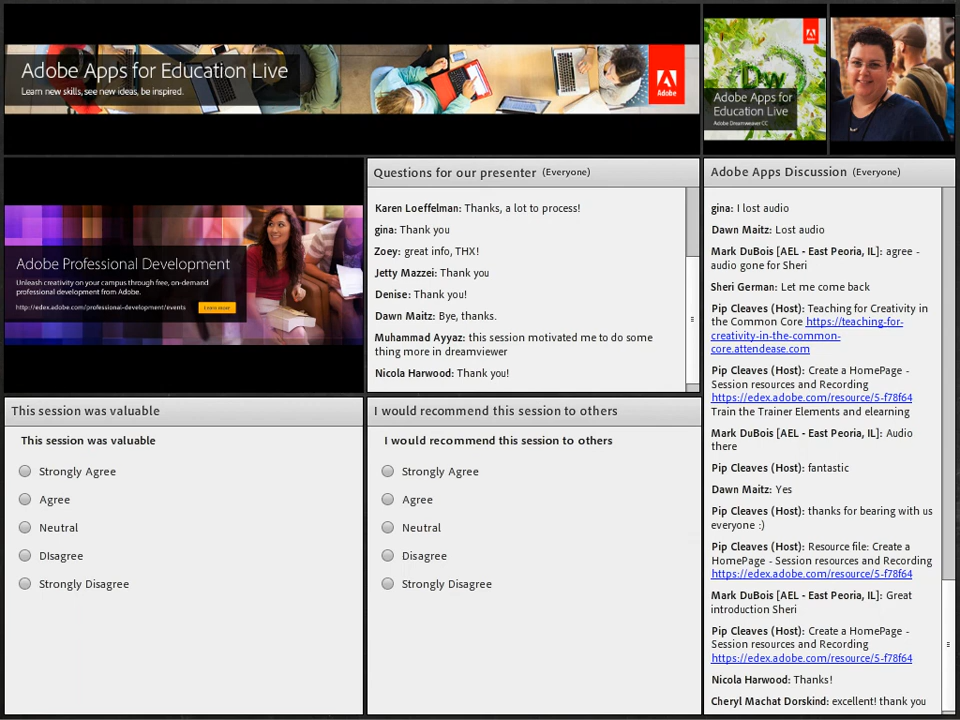 Adobe Apps for Education Live
Learn new skills, see new ideas, be inspired.
Adobe
Dw
Adobe Apps for
Education Live
Adobe Dreamweaver CC
Adobe Professional Development
Unleash creativity on your campus through free, on-demand
professional development from Adobe.
http://edex.adobe.com/professional-development/events
Questions for our presenter (Everyone)
Karen Loeffelman: Thanks, a lot to process!
gina: Thank you
Zoey: great info, THX!
Jetty Mazzei: Thank you
Denise: Thank you!
Dawn Maitz: Bye, thanks.
Muhammad Ayyaz: this session motivated me to do some
thing more in dreamviewer
Nicola Harwood: Thank you!
Adobe Apps Discussion (Everyone)
gina: I lost audio
Dawn Maitz: Lost audio
Mark DuBois [AEL - East Peoria, IL]: agree -
audio gone for Sheri
Sheri German: Let me come back
Pip Cleaves (Host): Teaching for Creativity in
the Common Core https://teaching-for-
creativity-in-the-common-
core.attendease.com
Pip Cleaves (Host): Create a HomePage -
Session resources and Recording
https://edex.adobe.com/resource/5-f78f64
Train the Trainer Elements and elearning
Mark DuBois [AEL - East Peoria, IL]: Audio
there
Pip Cleaves (Host): fantastic
Dawn Maitz: Yes
Pip Cleaves (Host): thanks for bearing with us
everyone :)
Pip Cleaves (Host): Resource file: Create a
HomePage - Session resources and Recording
https://edex.adobe.com/resource/5-f78f64
Mark DuBois [AEL - East Peoria, IL]: Great
introduction Sheri
Pip Cleaves (Host): Create a HomePage -
Session resources and Recording
https://edex.adobe.com/resource/5-f78f64
Nicola Harwood: Thanks!
Cheryl Machat Dorskind: excellent! thank you
This session was valuable
This session was valuable
Strongly Agree
Agree
Neutral
DIsagree
Strongly Disagree
I would recommend this session to others
I would recommend this session to others
Strongly Agree
Agree
Neutral
Disagree
Strongly Disagree